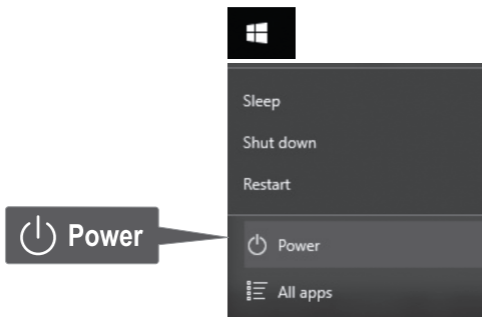 Sleep
Shut down
Restart
Power
Power
All apps